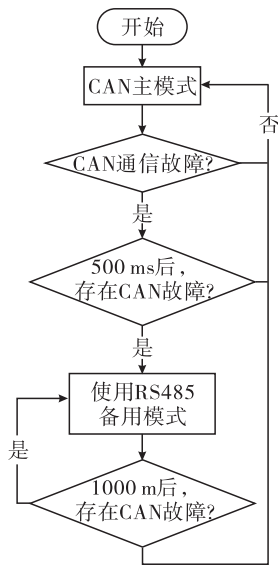 开始
CAN主模式
否
CAN通信故障?
是
500 ms后，
存在CAN故障?
是
使用RS485
备用模式
是
1000 m后，
存在CAN故障?